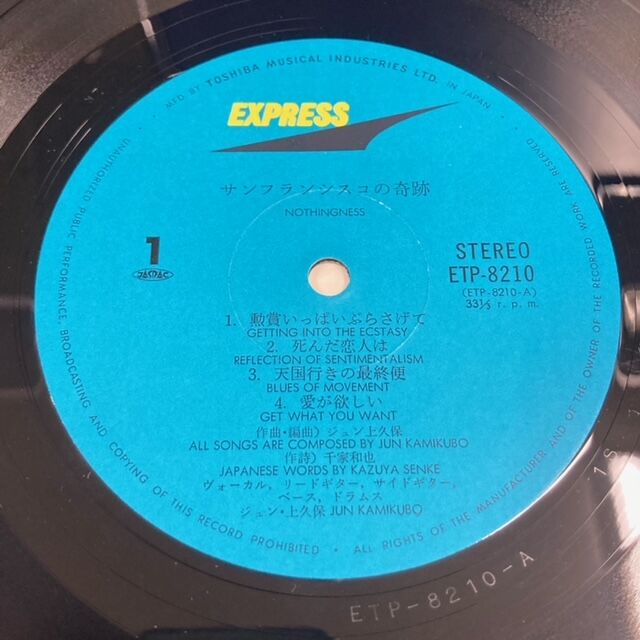 MFD. BY TOSHIBA MUSICAL INDUSTRIES LTD. IN JAPAN
EXPRESS
サンフランシスコの奇跡
NOTHINGNESS
1
JASRAC
STEREO
ETP-8210
(ETP-8210-A)
33⅓ r. p. m.
1. 勲賞いっぱいぶらさげて
GETTING INTO THE ECSTASY
2. 死んだ恋人は
REFLECTION OF SENTIMENTALISM
3. 天国行きの最終便
BLUES OF MOVEMENT
4. 愛が欲しい
GET WHAT YOU WANT
作曲・編曲) ジュン上久保
ALL SONGS ARE COMPOSED BY JUN KAMIKUBO
作詩) 千家和也
JAPANESE WORDS BY KAZUYA SENKE
ヴォーカル, リードギター, サイドギター,
ベース, ドラムス
ジュン・上久保 JUN KAMIKUBO
UNAUTHORIZED PUBLIC PERFORMANCE, BROADCASTING AND COPYING OF THIS RECORD PROHIBITED • ALL RIGHTS OF THE MANUFACTURER AND OF THE OWNER OF THE RECORDED WORK ARE RESERVED
1S
ETP-8210-A